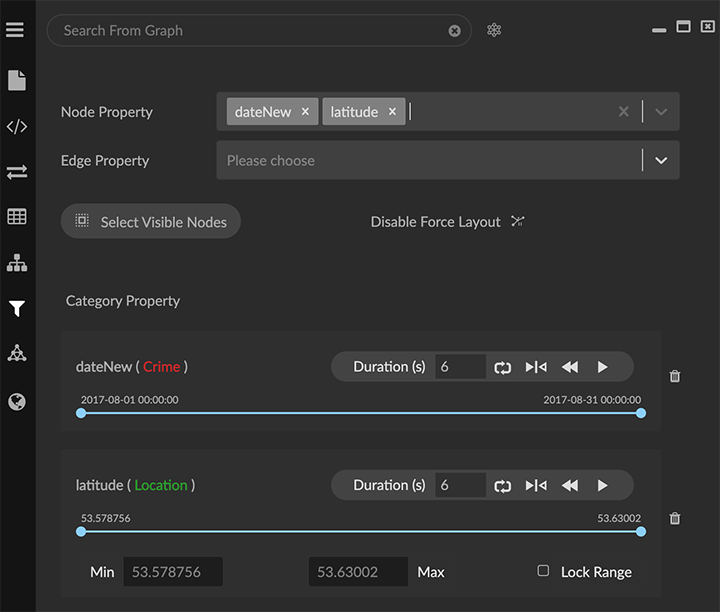 Search From Graph
Node Property dateNew × latitude ×
Edge Property Please choose
Select Visible Nodes Disable Force Layout
Category Property
dateNew ( Crime ) Duration (s) 6
2017-08-01 00:00:00 2017-08-31 00:00:00
latitude ( Location ) Duration (s) 6
53.578756 53.63002
Min 53.578756 53.63002 Max Lock Range